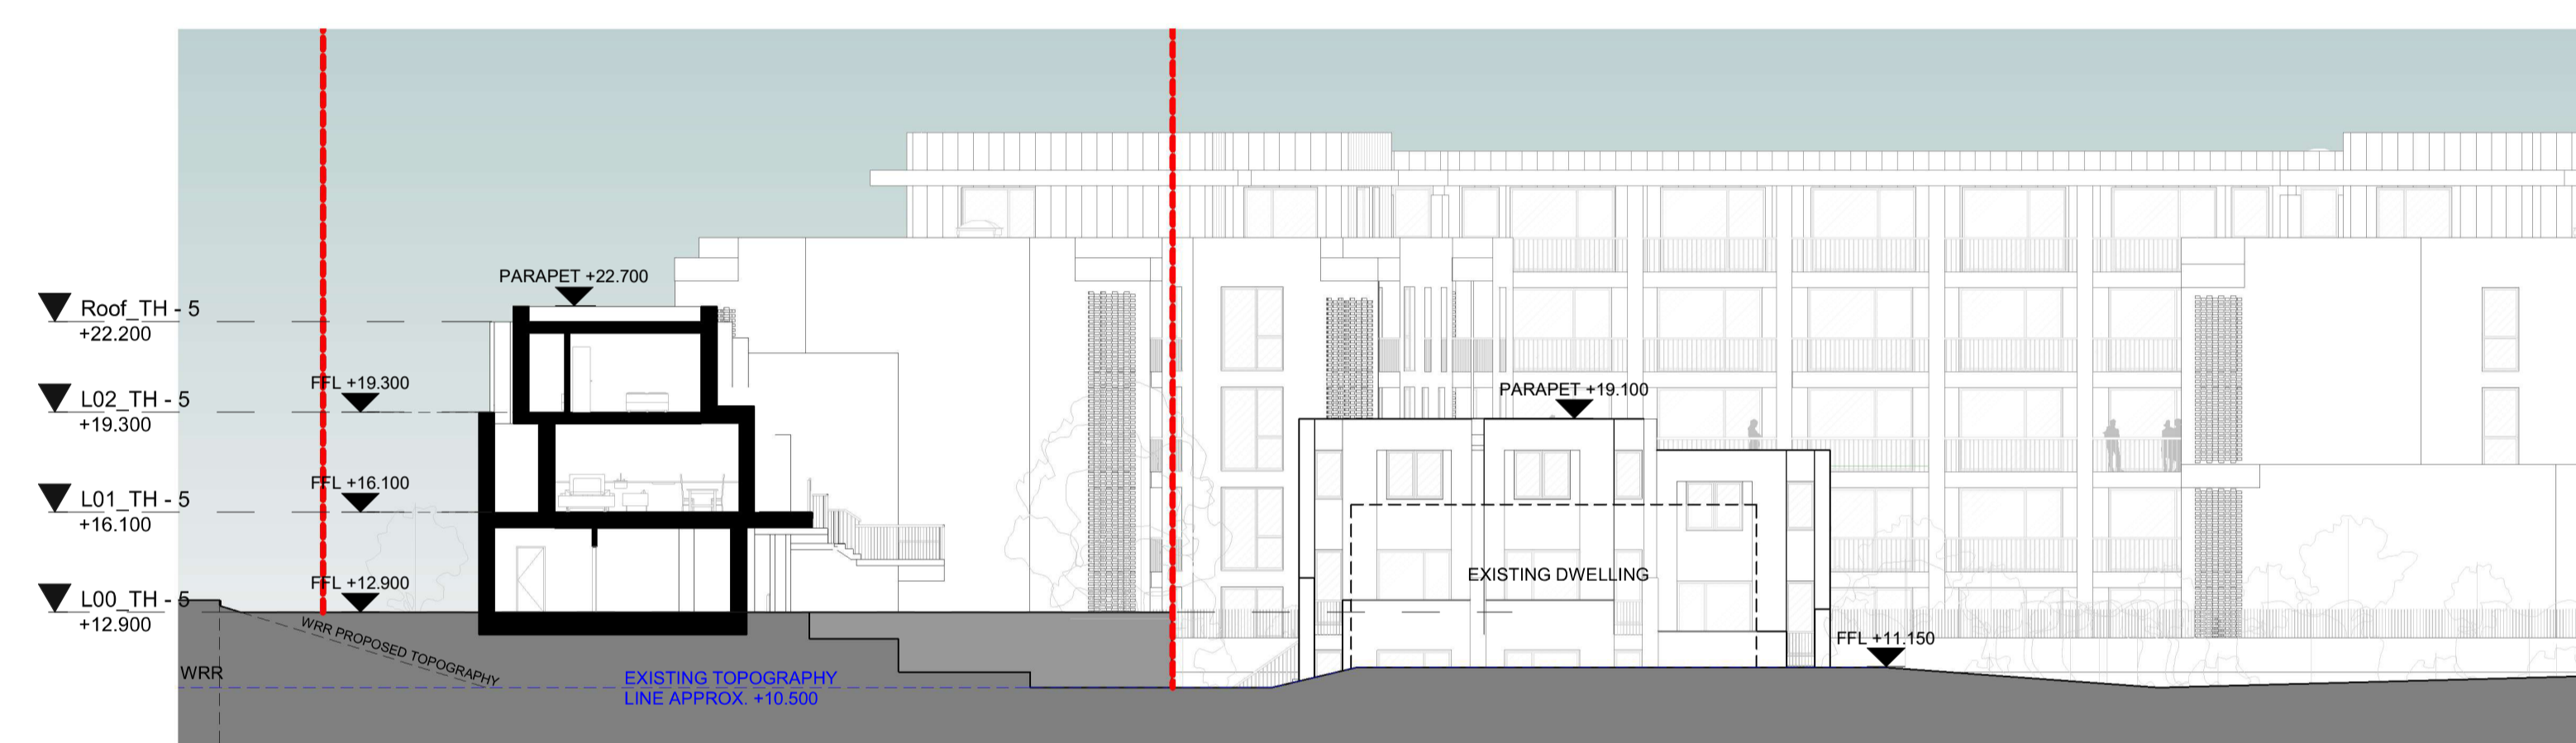 PARAPET +22.700
Roof_TH - 5
+22.200
FFL +19.300
L02_TH - 5
+19.300
PARAPET +19.100
FFL +16.100
L01_TH - 5
+16.100
EXISTING DWELLING
FFL +12.900
L00_TH - 5
+12.900
WRR PROPOSED TOPOGRAPHY
FFL +11.150
WRR
EXISTING TOPOGRAPHY
LINE APPROX. +10.500